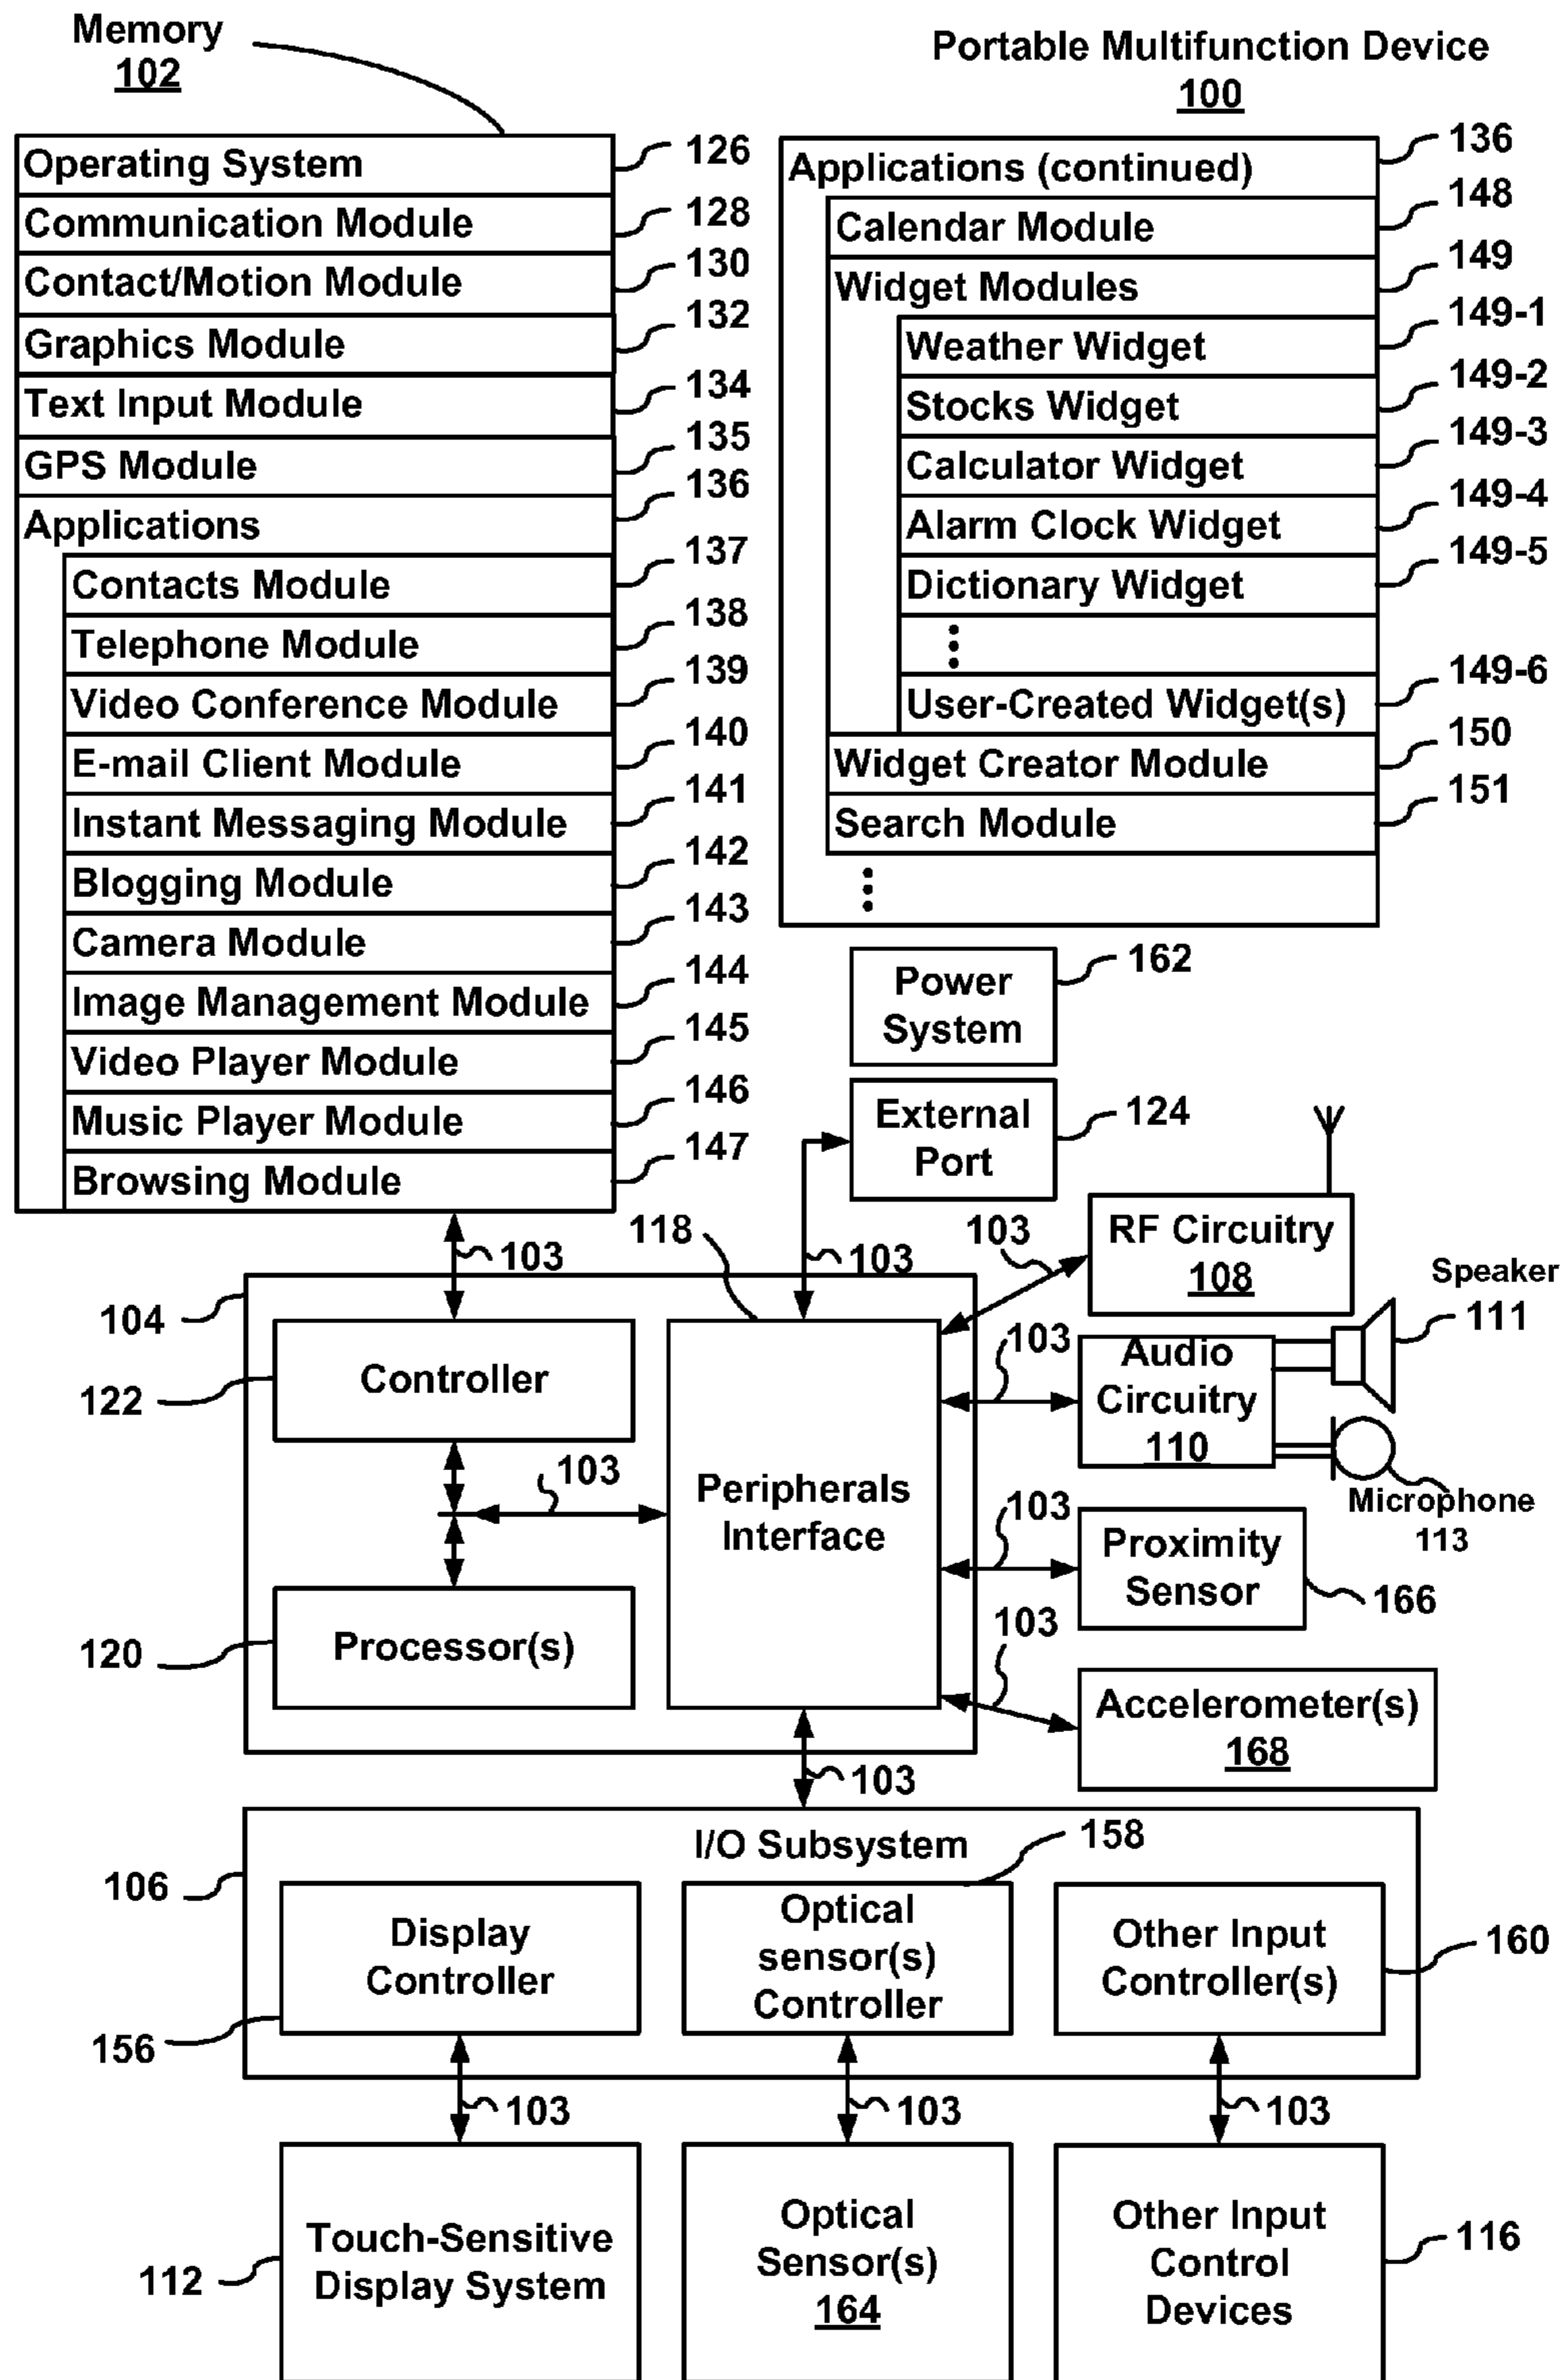 Memory
102
Portable Multifunction Device
100
Operating System 126
Communication Module 128
Contact/Motion Module 130
Graphics Module 132
Text Input Module 134
GPS Module 135
Applications 136
Contacts Module 137
Telephone Module 138
Video Conference Module 139
E-mail Client Module 140
Instant Messaging Module 141
Blogging Module 142
Camera Module 143
Image Management Module 144
Video Player Module 145
Music Player Module 146
Browsing Module 147
Applications (continued) 136
Calendar Module 148
Widget Modules 149
Weather Widget 149-1
Stocks Widget 149-2
Calculator Widget 149-3
Alarm Clock Widget 149-4
Dictionary Widget 149-5
User-Created Widget(s) 149-6
Widget Creator Module 150
Search Module 151
Power
System
162
External
Port
124
103
118
103
103
RF Circuitry
108
Speaker
111
104
Controller
122
103
Audio
Circuitry
110
103
Peripherals
Interface
Microphone
113
103
Proximity
Sensor
166
Processor(s)
120
103
Accelerometer(s)
168
103
I/O Subsystem
158
106
Display
Controller
156
Optical
sensor(s)
Controller
Other Input
Controller(s)
160
103
103
103
Touch-Sensitive
Display System
112
Optical
Sensor(s)
164
Other Input
Control
Devices
116